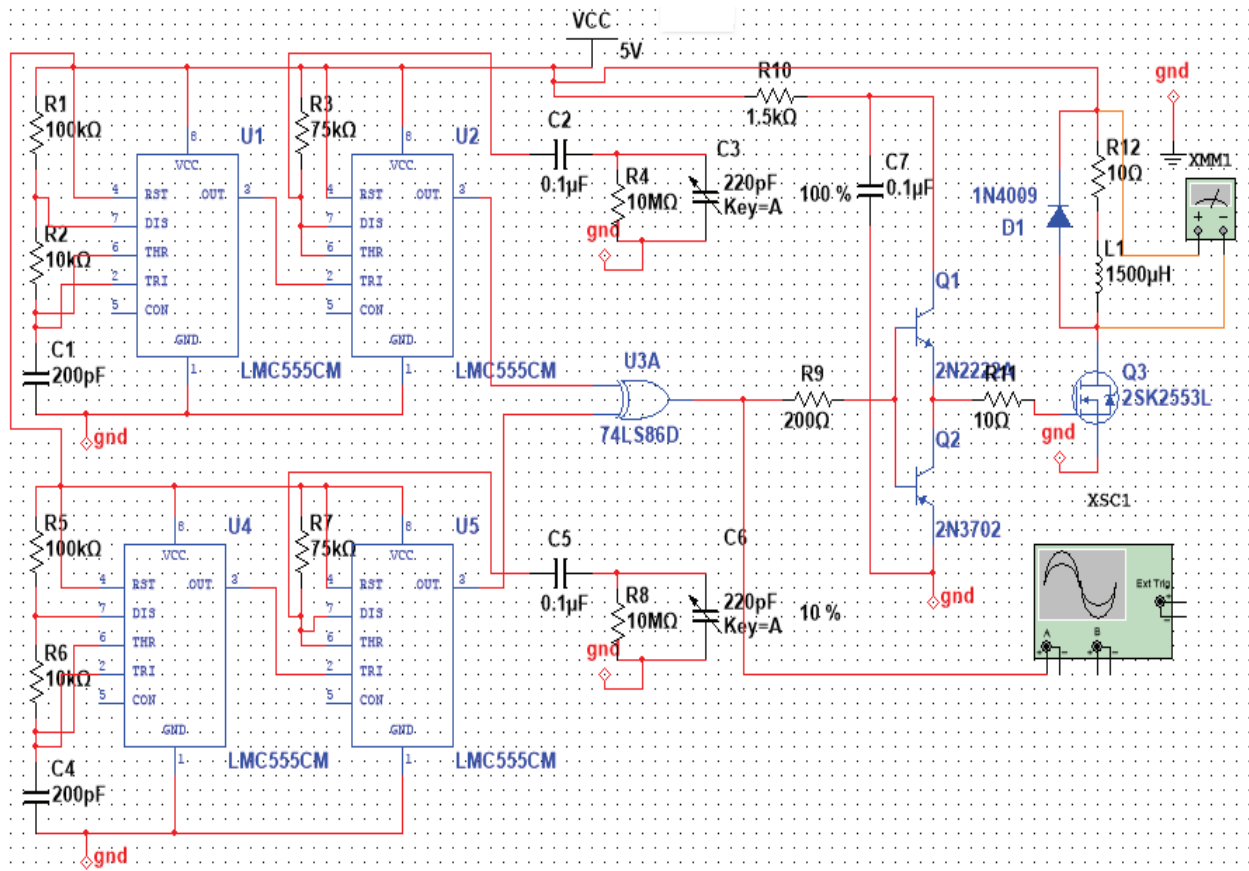 VCC
5V
R10
1.5kΩ
gnd
R1
100kΩ
R3
75kΩ
U1
U2
C2
0.1µF
C3
220pF
Key=A
100 %
C7
0.1µF
R4
10MΩ
gnd
1N4009
D1
R12
10Ω
XMM1
+ −
L1
1500µH
8
VCC
4 RST OUT 3
7 DIS
6 THR
2 TRI
5 CON
GND
1
LMC555CM
8
VCC
4 RST OUT 3
7 DIS
6 THR
2 TRI
5 CON
GND
1
LMC555CM
R2
10kΩ
C1
200pF
gnd
U3A
74LS86D
R9
200Ω
Q1
2N2222A
R11
10Ω
Q3
2SK2553L
gnd
Q2
2N3702
gnd
XSC1
Ext Trig
+
−
A
B
+ − + −
R5
100kΩ
R7
75kΩ
U4
U5
C5
0.1µF
C6
220pF
Key=A
10 %
R8
10MΩ
gnd
8
VCC
4 RST OUT 3
7 DIS
6 THR
2 TRI
5 CON
GND
1
LMC555CM
8
VCC
4 RST OUT 3
7 DIS
6 THR
2 TRI
5 CON
GND
1
LMC555CM
R6
10kΩ
C4
200pF
gnd